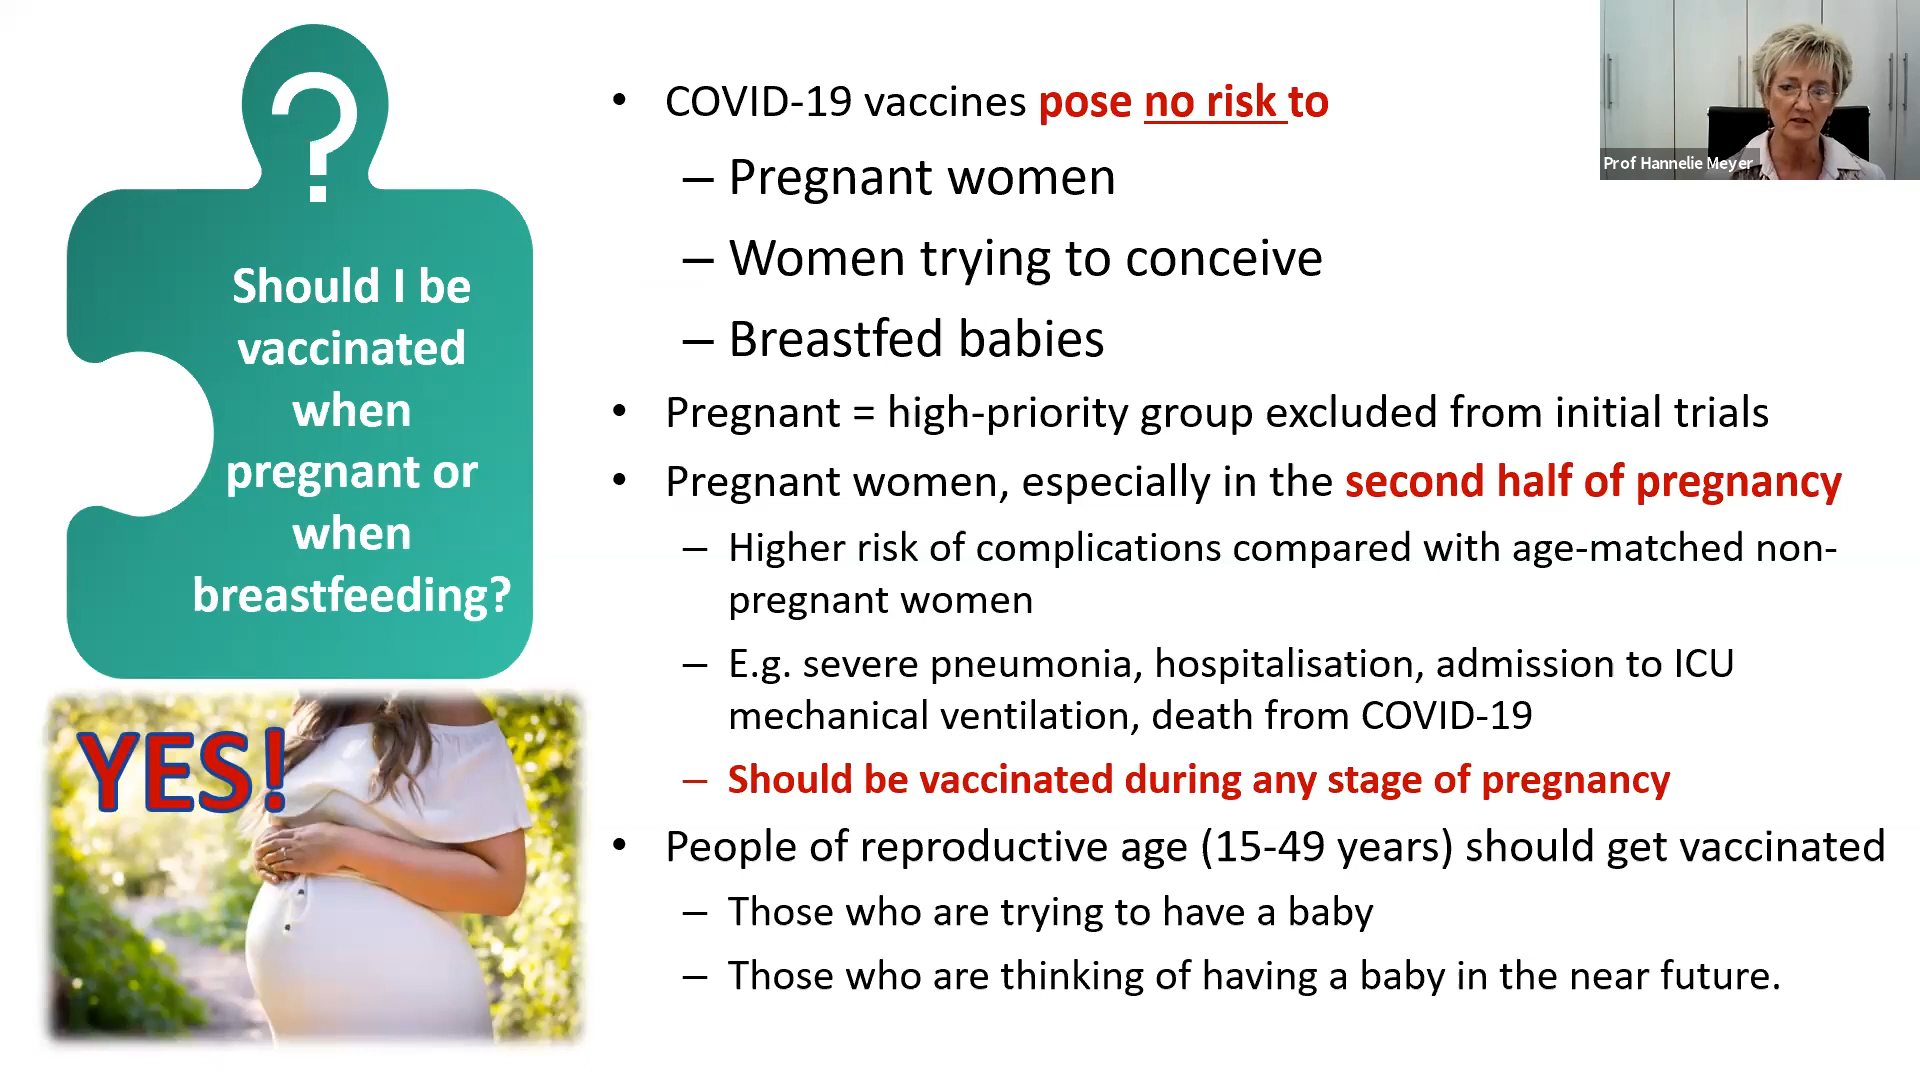 ?
Should I be
vaccinated
when
pregnant or
when
breastfeeding?
YES!
• COVID-19 vaccines pose no risk to
– Pregnant women
– Women trying to conceive
– Breastfed babies
• Pregnant = high-priority group excluded from initial trials
• Pregnant women, especially in the second half of pregnancy
– Higher risk of complications compared with age-matched non-
pregnant women
– E.g. severe pneumonia, hospitalisation, admission to ICU
mechanical ventilation, death from COVID-19
– Should be vaccinated during any stage of pregnancy
• People of reproductive age (15-49 years) should get vaccinated
– Those who are trying to have a baby
– Those who are thinking of having a baby in the near future.
Prof Hannelie Meyer